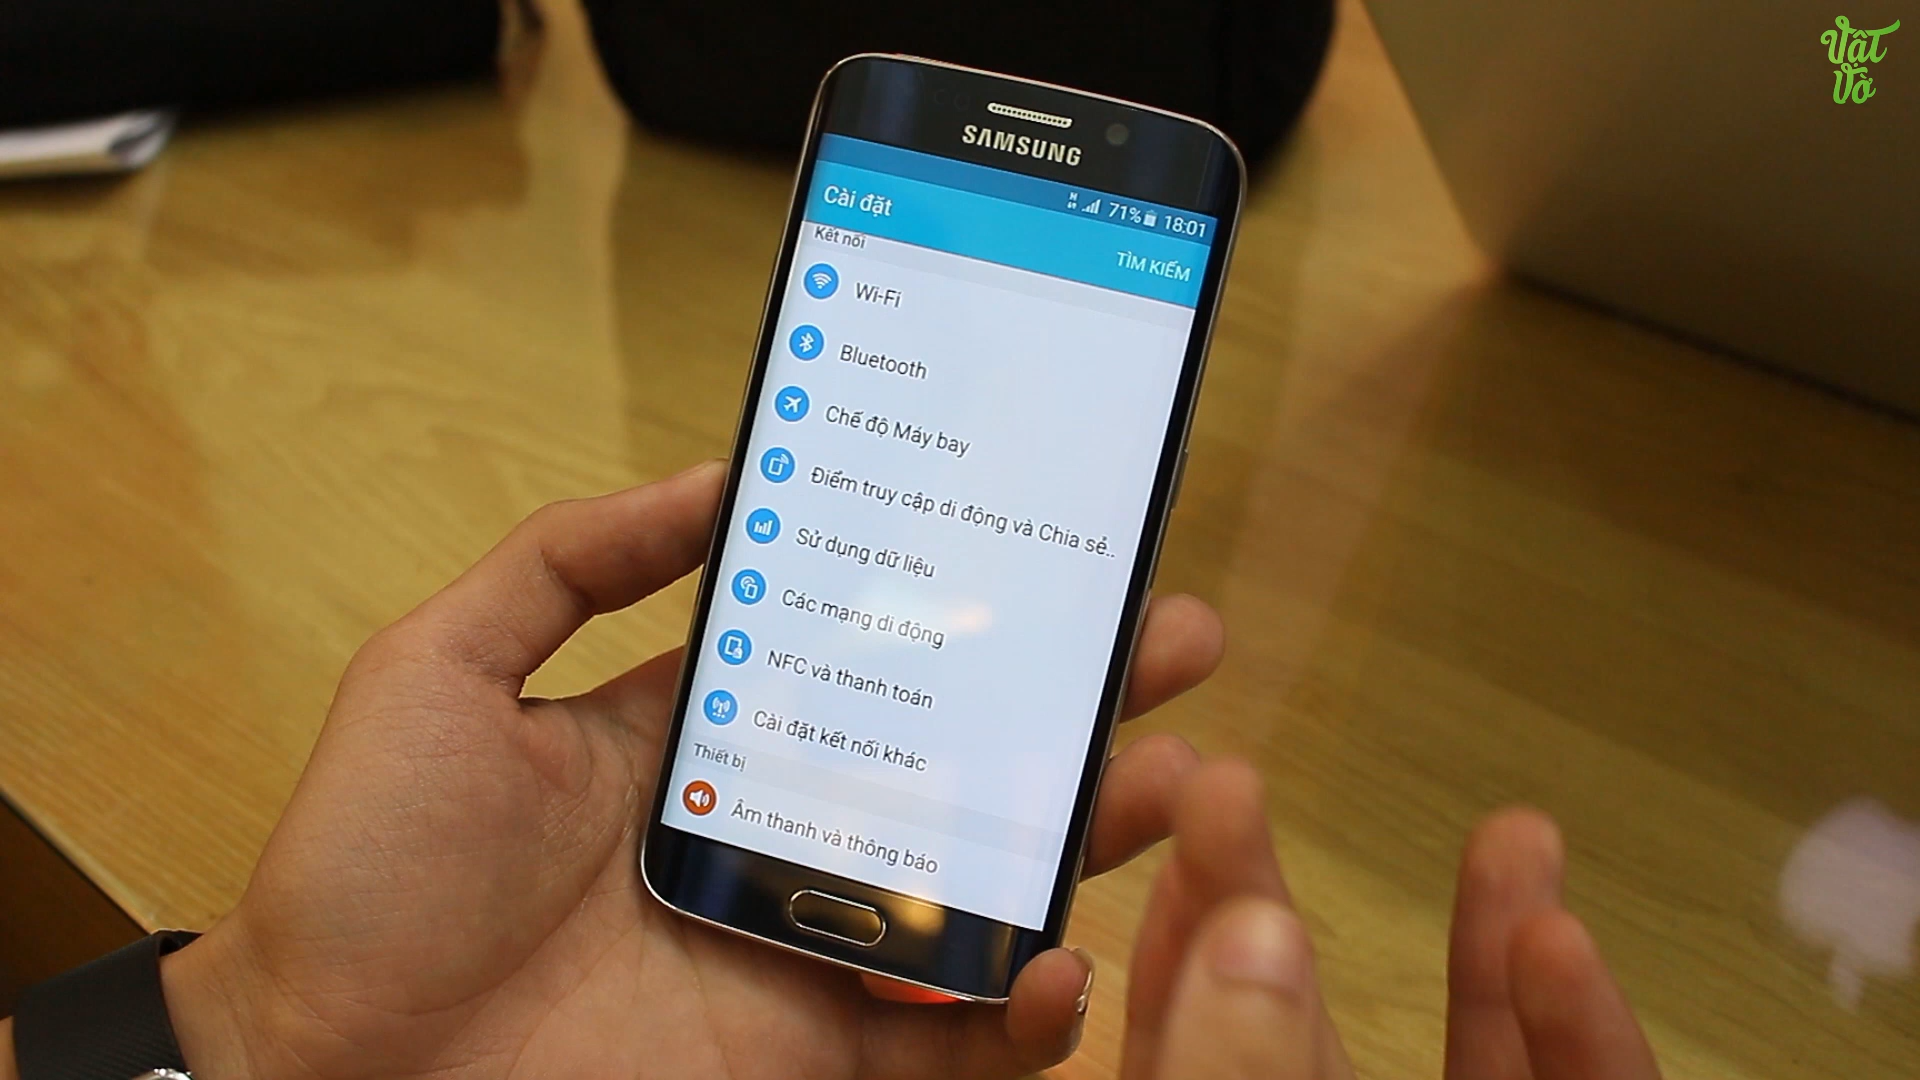 Vật
Vờ
SAMSUNG
71% 18:01
Cài đặt
TÌM KIẾM
Kết nối
Wi-Fi
Bluetooth
Chế độ Máy bay
Điểm truy cập di động và Chia sẻ..
Sử dụng dữ liệu
Các mạng di động
NFC và thanh toán
Cài đặt kết nối khác
Thiết bị
Âm thanh và thông báo